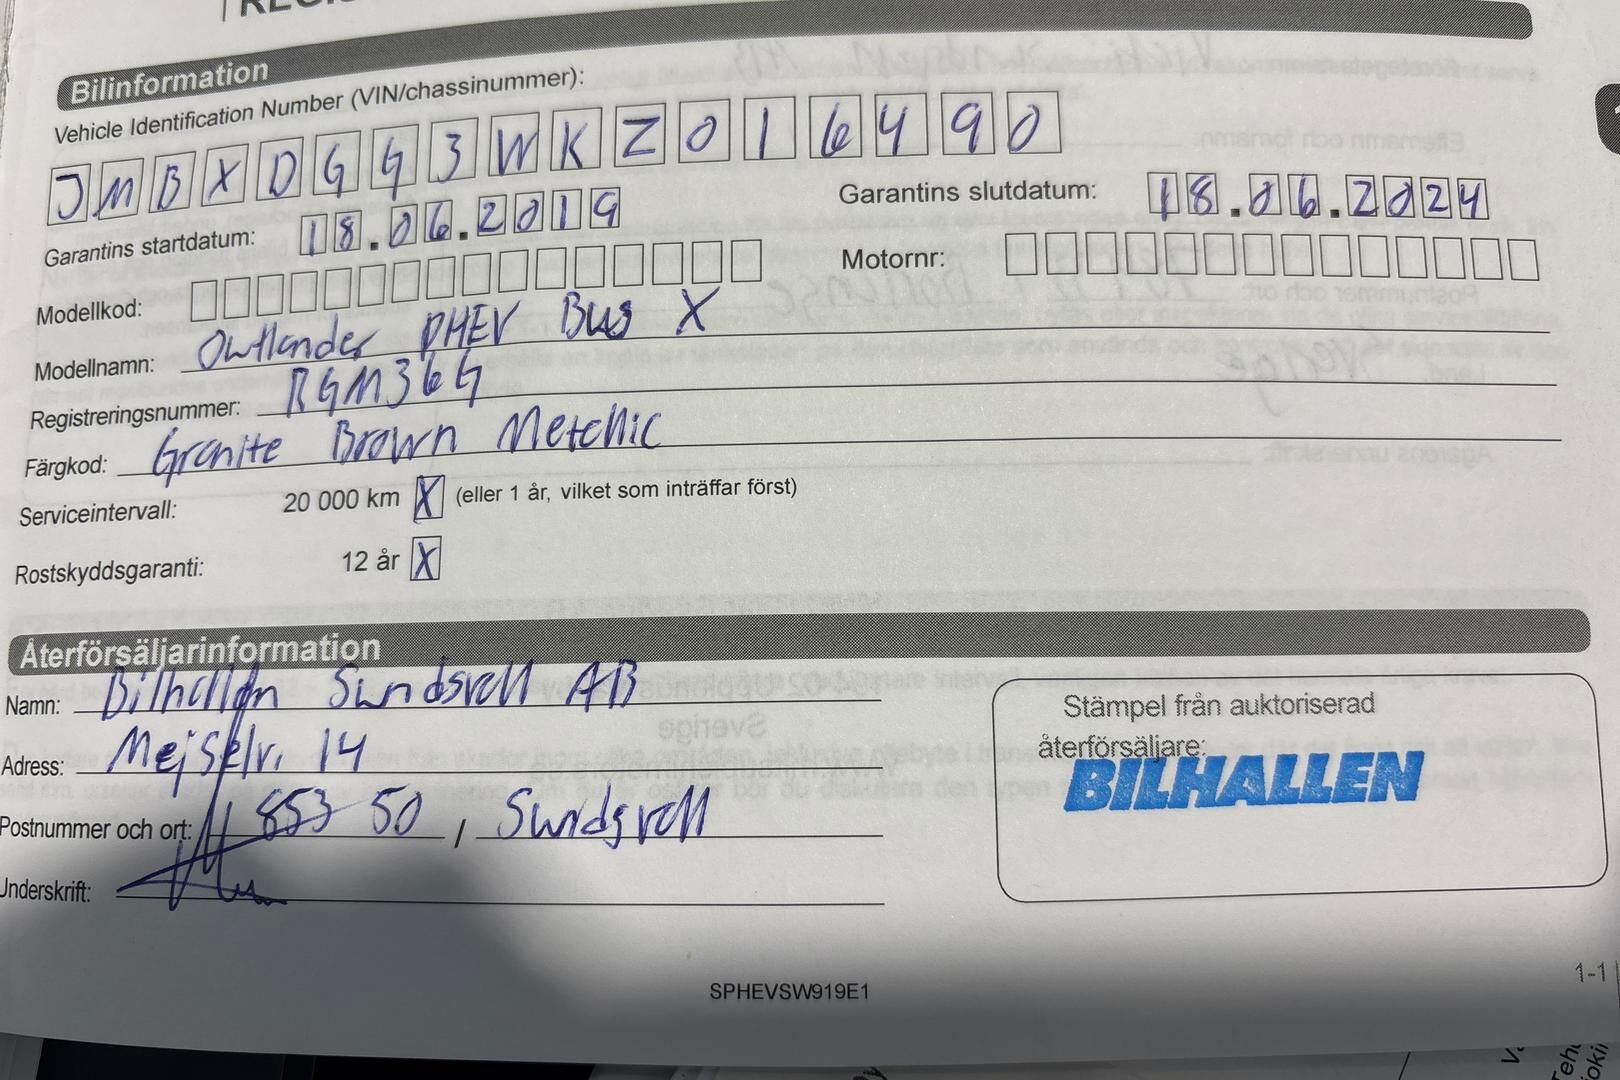 Bilinformation
Vehicle Identification Number (VIN/chassinummer):
JMBXDGG3WKZ016490
Garantins startdatum: 18.06.2019 Garantins slutdatum: 18.06.2024
Modellkod: Motornr:
Modellnamn: Outlander PHEV Bus X
Registreringsnummer: RGM36G
Färgkod: Granite Brown Metallic
Serviceintervall: 20 000 km X (eller 1 år, vilket som inträffar först)
Rostskyddsgaranti: 12 år X
Återförsäljarinformation
Namn: Bilhallen Sundsvall AB
Adress: 14
Postnummer och ort: 853 50 / Sundsvall
Underskrift:
Stämpel från auktoriserad
återförsäljare:
BILHALLEN
SPHEVSW919E1
1-1